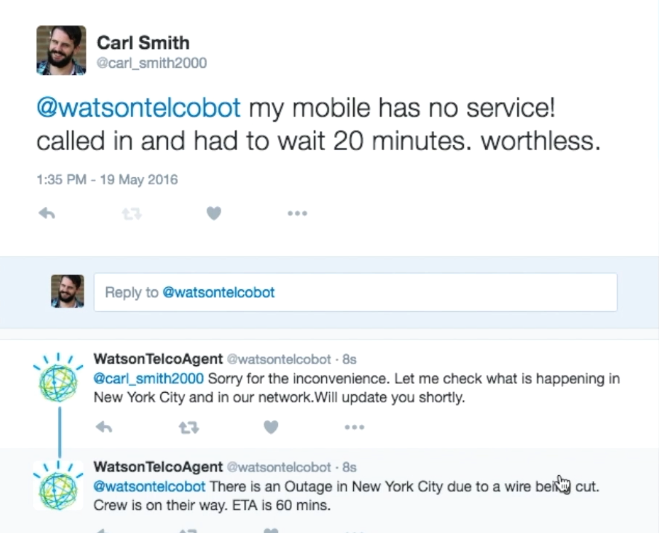 Carl Smith
@carl_smith2000
@watsontelcobot my mobile has no service!
called in and had to wait 20 minutes. worthless.
1:35 PM - 19 May 2016
Reply to @watsontelcobot
WatsonTelcoAgent @watsontelcobot · 8s
@carl_smith2000 Sorry for the inconvenience. Let me check what is happening in
New York City and in our network.Will update you shortly.
WatsonTelcoAgent @watsontelcobot · 8s
@watsontelcobot There is an Outage in New York City due to a wire being cut.
Crew is on their way. ETA is 60 mins.